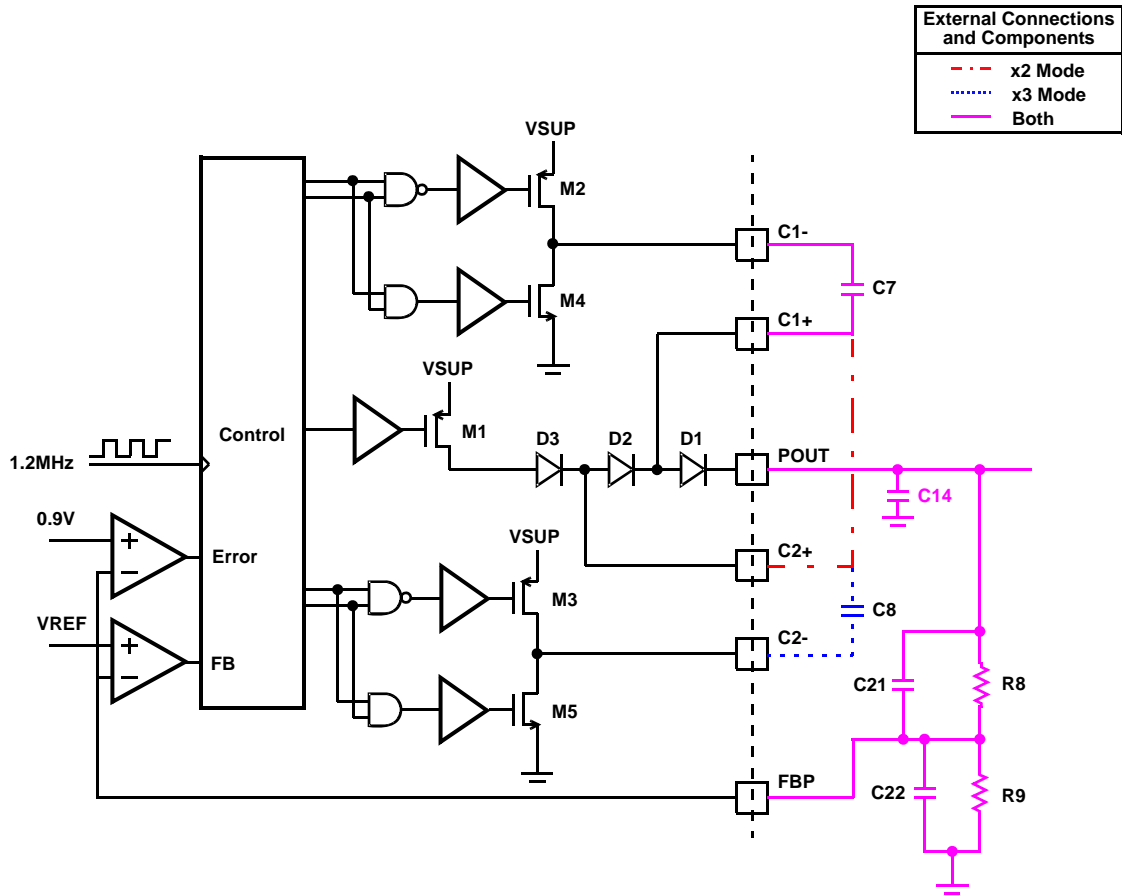 External Connections
and Components
x2 Mode
x3 Mode
Both
VSUP
M2
C1-
C7
M4
C1+
VSUP
Control
M1
D3
D2
D1
POUT
1.2MHz
C14
0.9V
VSUP
C2+
Error
M3
C8
VREF
C2-
FB
C21
R8
M5
FBP
C22
R9